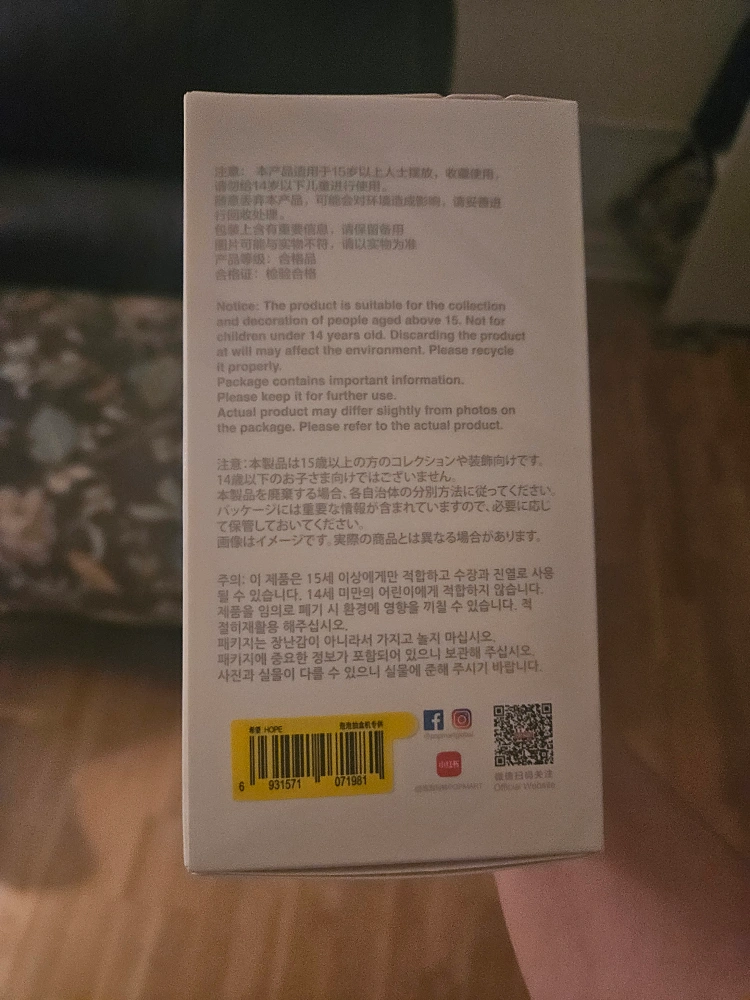 注意： 本产品适用于15岁以上人士摆放，收藏使用，
请勿给14岁以下儿童进行使用。
随意丢弃本产品，可能会对环境造成影响，请妥善进
行回收处理。
包装上含有重要信息，请保留备用
图片可能与实物不符，请以实物为准
产品等级：合格品
合格证：检验合格
Notice: The product is suitable for the collection
and decoration of people aged above 15. Not for
children under 14 years old. Discarding the product
at will may affect the environment. Please recycle
it properly.
Package contains important information.
Please keep it for further use.
Actual product may differ slightly from photos on
the package. Please refer to the actual product.
注意：本製品は15歳以上の方のコレクションや装飾向けです。
14歳以下のお子さま向けではございません。
本製品を廃棄する場合、各自治体の分別方法に従ってください。
パッケージには重要な情報が含まれていますので、必要に応じ
て保管しておいてください。
画像はイメージです。実際の商品とは異なる場合があります。
주의: 이 제품은 15세 이상에게만 적합하고 수장과 진열로 사용
될 수 있습니다. 14세 미만의 어린이에게 적합하지 않습니다.
제품을 임의로 폐기 시 환경에 영향을 끼칠 수 있습니다. 적
절히재활용 해주십시오.
패키지는 장난감이 아니라서 가지고 놀지 마십시오.
패키지에 중요한 정보가 포함되어 있으니 보관해 주십시오.
사진과 실물이 다를 수 있으니 실물에 준해 주시기 바랍니다.
希望 HOPE
6 931571 071981
@popmartglobal
小红书
POPMART
微信扫码关注
Official Website